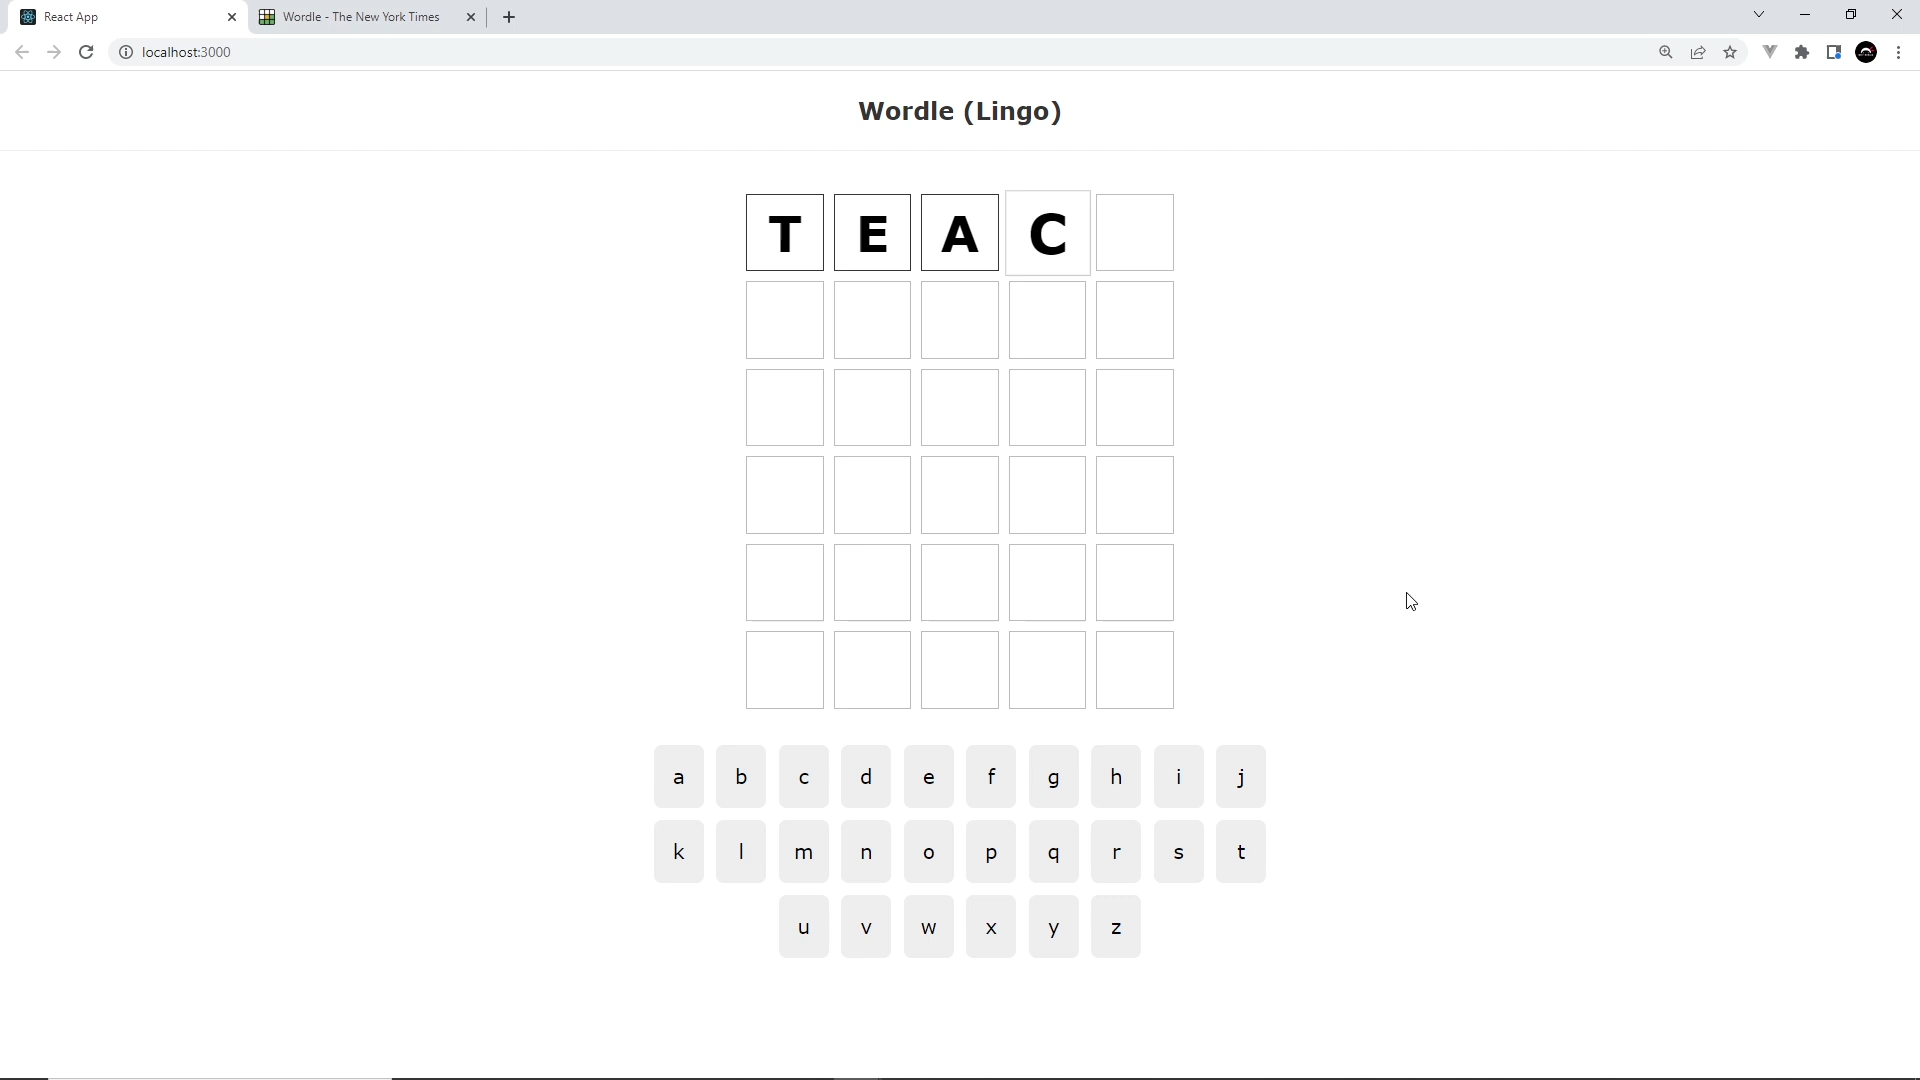 React App
Wordle - The New York Times
localhost:3000
Wordle (Lingo)
T E A C
a b c d e f g h i j
k l m n o p q r s t
u v w x y z